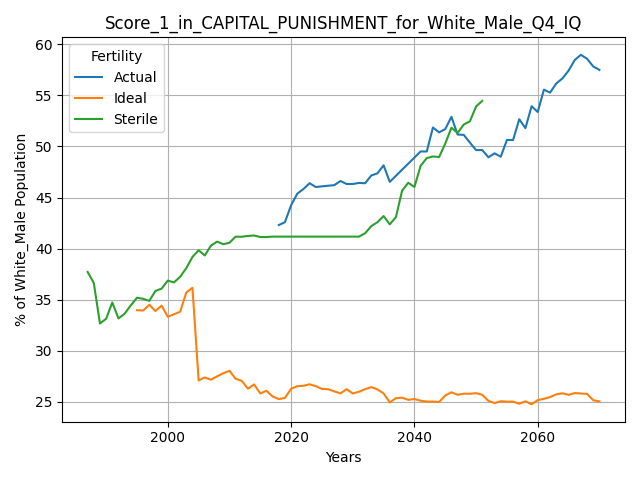 Score_1_in_CAPITAL_PUNISHMENT_for_White_Male_Q4_IQ
Fertility
Actual
Ideal
Sterile
% of White_Male Population
60
55
50
45
40
35
30
25
2000
2020
2040
2060
Years